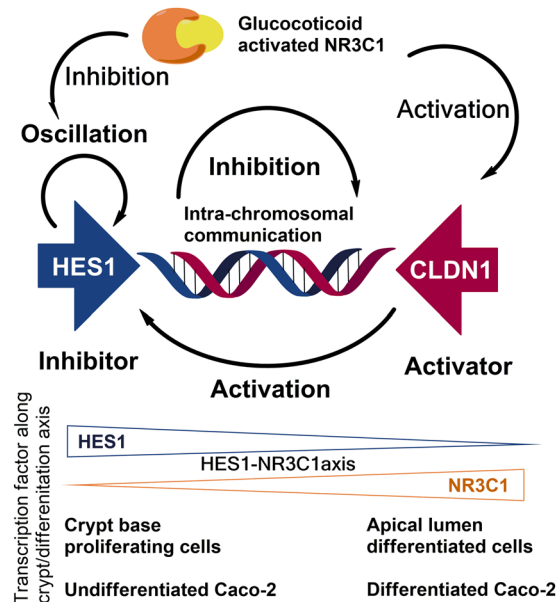 Glucocoticoid
activated NR3C1
Inhibition
Activation
Oscillation
Inhibition
Intra-chromosomal
communication
HES1
CLDN1
Inhibitor
Activator
Activation
Transcription factor along
crypt/differenitation axis
HES1
HES1-NR3C1axis
NR3C1
Crypt base
proliferating cells
Apical lumen
differentiated cells
Undifferentiated Caco-2
Differentiated Caco-2